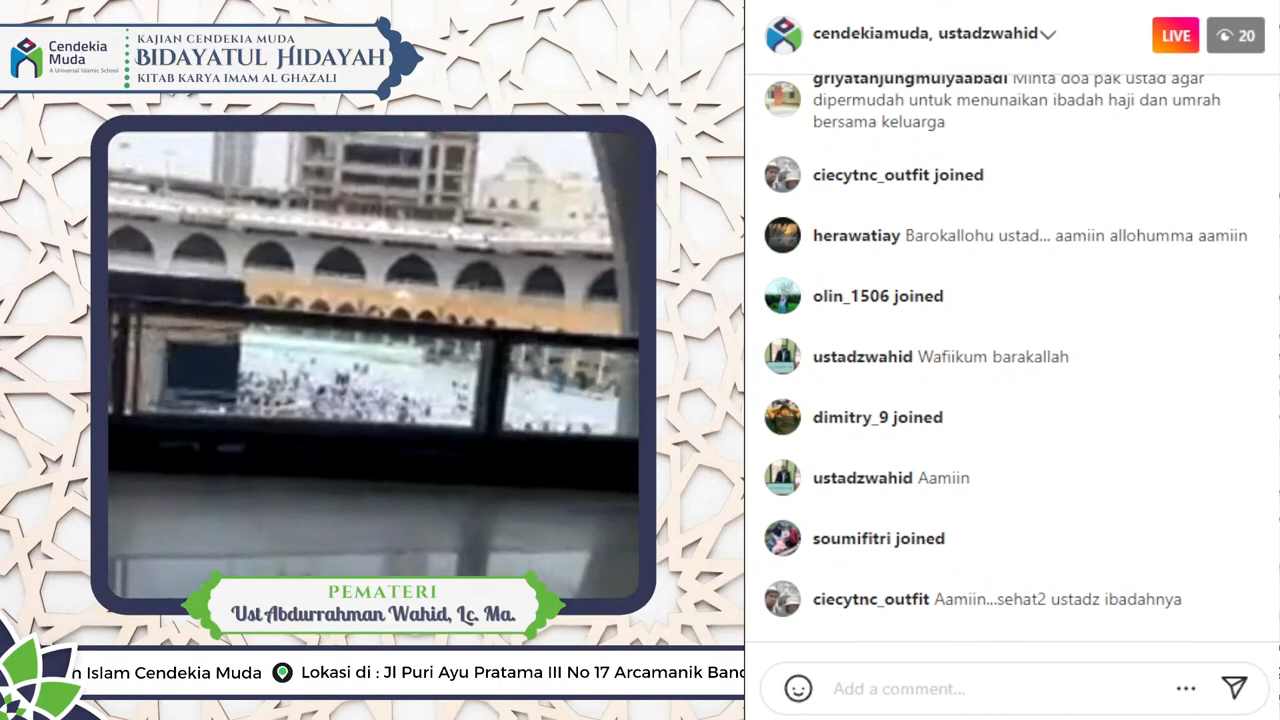 Cendekia
Muda
A Universal Islamic School
KAJIAN CENDEKIA MUDA
BIDAYATUL HIDAYAH
KITAB KARYA IMAM AL GHAZALI
PEMATERI
Ust Abdurrahman Wahid, Lc. Ma.
n Islam Cendekia Muda Lokasi di : Jl Puri Ayu Pratama III No 17 Arcamanik Band
cendekiamuda, ustadzwahid
LIVE
20
griyatanjungmulyaabadi Minta doa pak ustad agar
dipermudah untuk menunaikan ibadah haji dan umrah
bersama keluarga
ciecytnc_outfit joined
herawatiay Barokallohu ustad... aamiin allohumma aamiin
olin_1506 joined
ustadzwahid Wafiikum barakallah
dimitry_9 joined
ustadzwahid Aamiin
soumifitri joined
ciecytnc_outfit Aamiin...sehat2 ustadz ibadahnya
Add a comment...